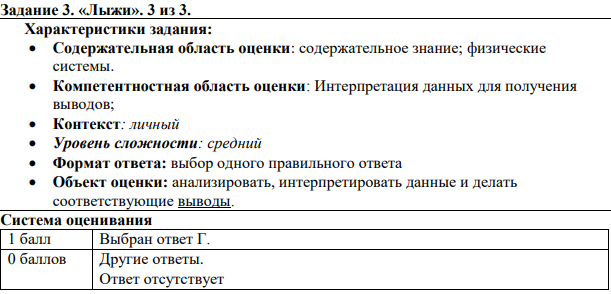 Задание 3. «Лыжи». 3 из 3.
Характеристики задания:
• Содержательная область оценки: содержательное знание; физические
системы.
• Компетентностная область оценки: Интерпретация данных для получения
выводов;
• Контекст: личный
• Уровень сложности: средний
• Формат ответа: выбор одного правильного ответа
• Объект оценки: анализировать, интерпретировать данные и делать
соответствующие выводы.
Система оценивания
1 балл Выбран ответ Г.
0 баллов Другие ответы.
Ответ отсутствует